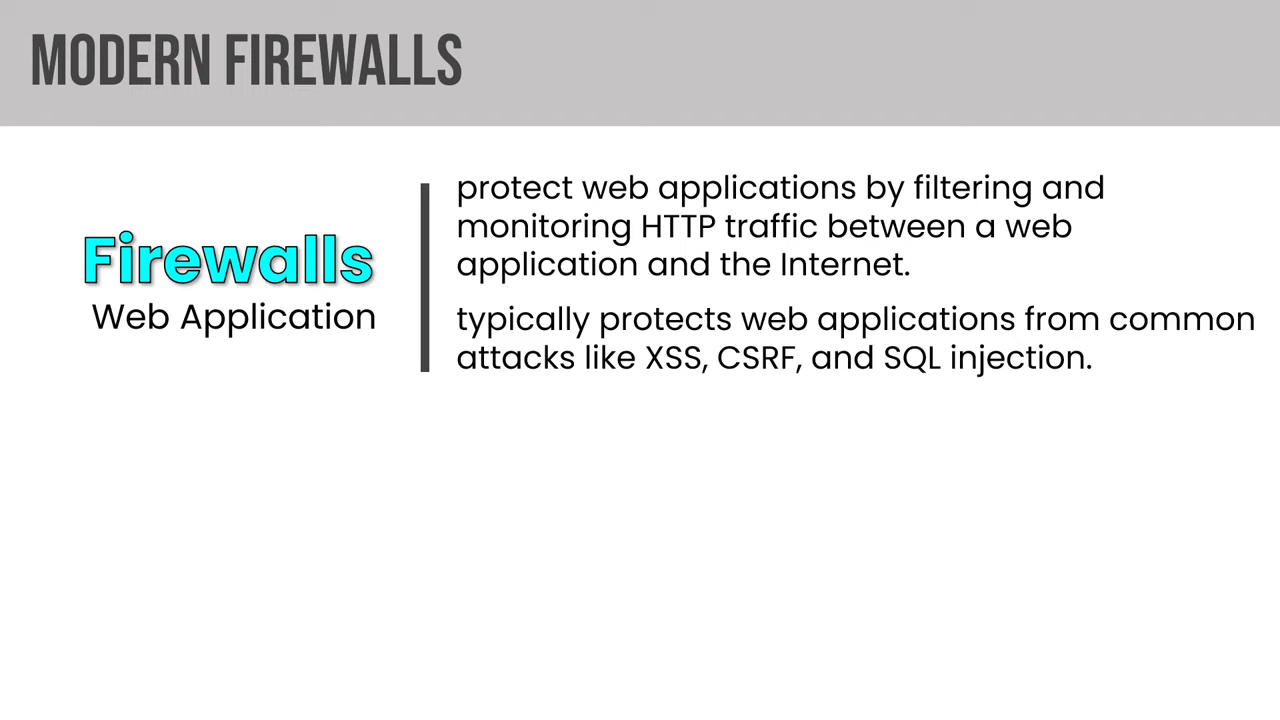 MODERN FIREWALLS
Firewalls
Web Application
protect web applications by filtering and
monitoring HTTP traffic between a web
application and the Internet.
typically protects web applications from common
attacks like XSS, CSRF, and SQL injection.